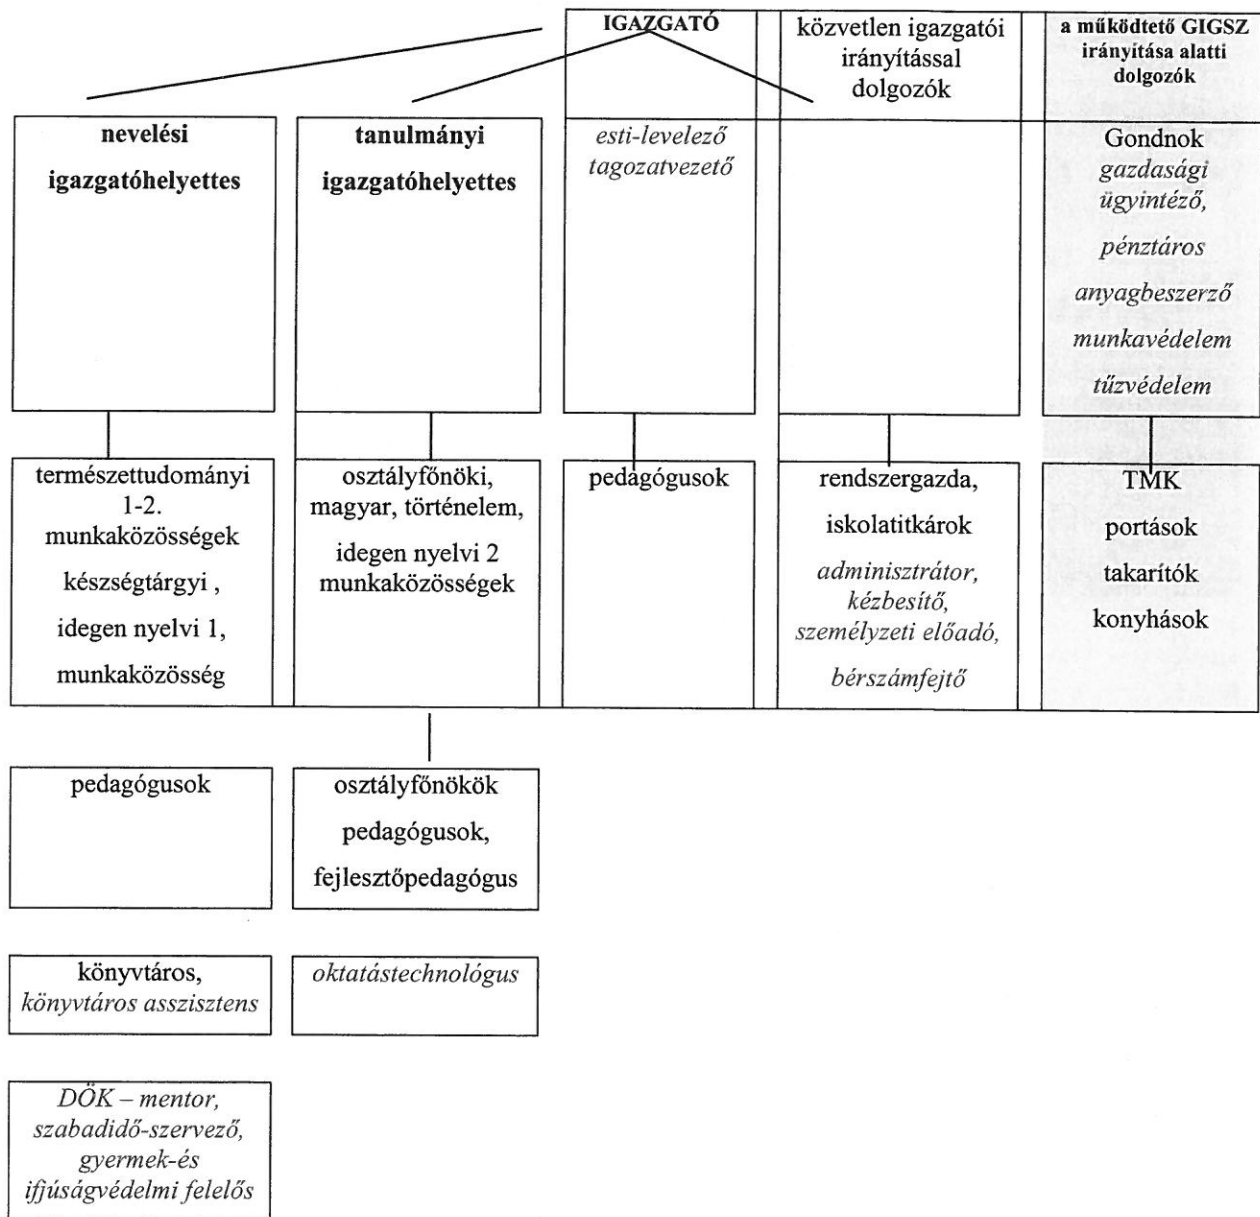 IGAZGATÓ
közvetlen igazgatói
irányítással
dolgozók
a működtető GIGSZ
irányítása alatti
dolgozók
nevelési
igazgatóhelyettes
tanulmányi
igazgatóhelyettes
esti-levelező
tagozatvezető
Gondnok
gazdasági
ügyintéző,
pénztáros
anyagbeszerző
munkavédelem
tűzvédelem
természettudományi
1-2.
munkaközösségek
készségtárgyi ,
idegen nyelvi 1,
munkaközösség
osztályfőnöki,
magyar, történelem,
idegen nyelvi 2
munkaközösségek
pedagógusok
rendszergazda,
iskolatitkárok
adminisztrátor,
kézbesítő,
személyzeti előadó,
bérszámfejtő
TMK
portások
takarítók
konyhások
pedagógusok
osztályfőnökök
pedagógusok,
fejlesztőpedagógus
könyvtáros,
könyvtáros asszisztens
oktatástechnológus
DÖK – mentor,
szabadidő-szervező,
gyermek-és
ifjúságvédelmi felelős